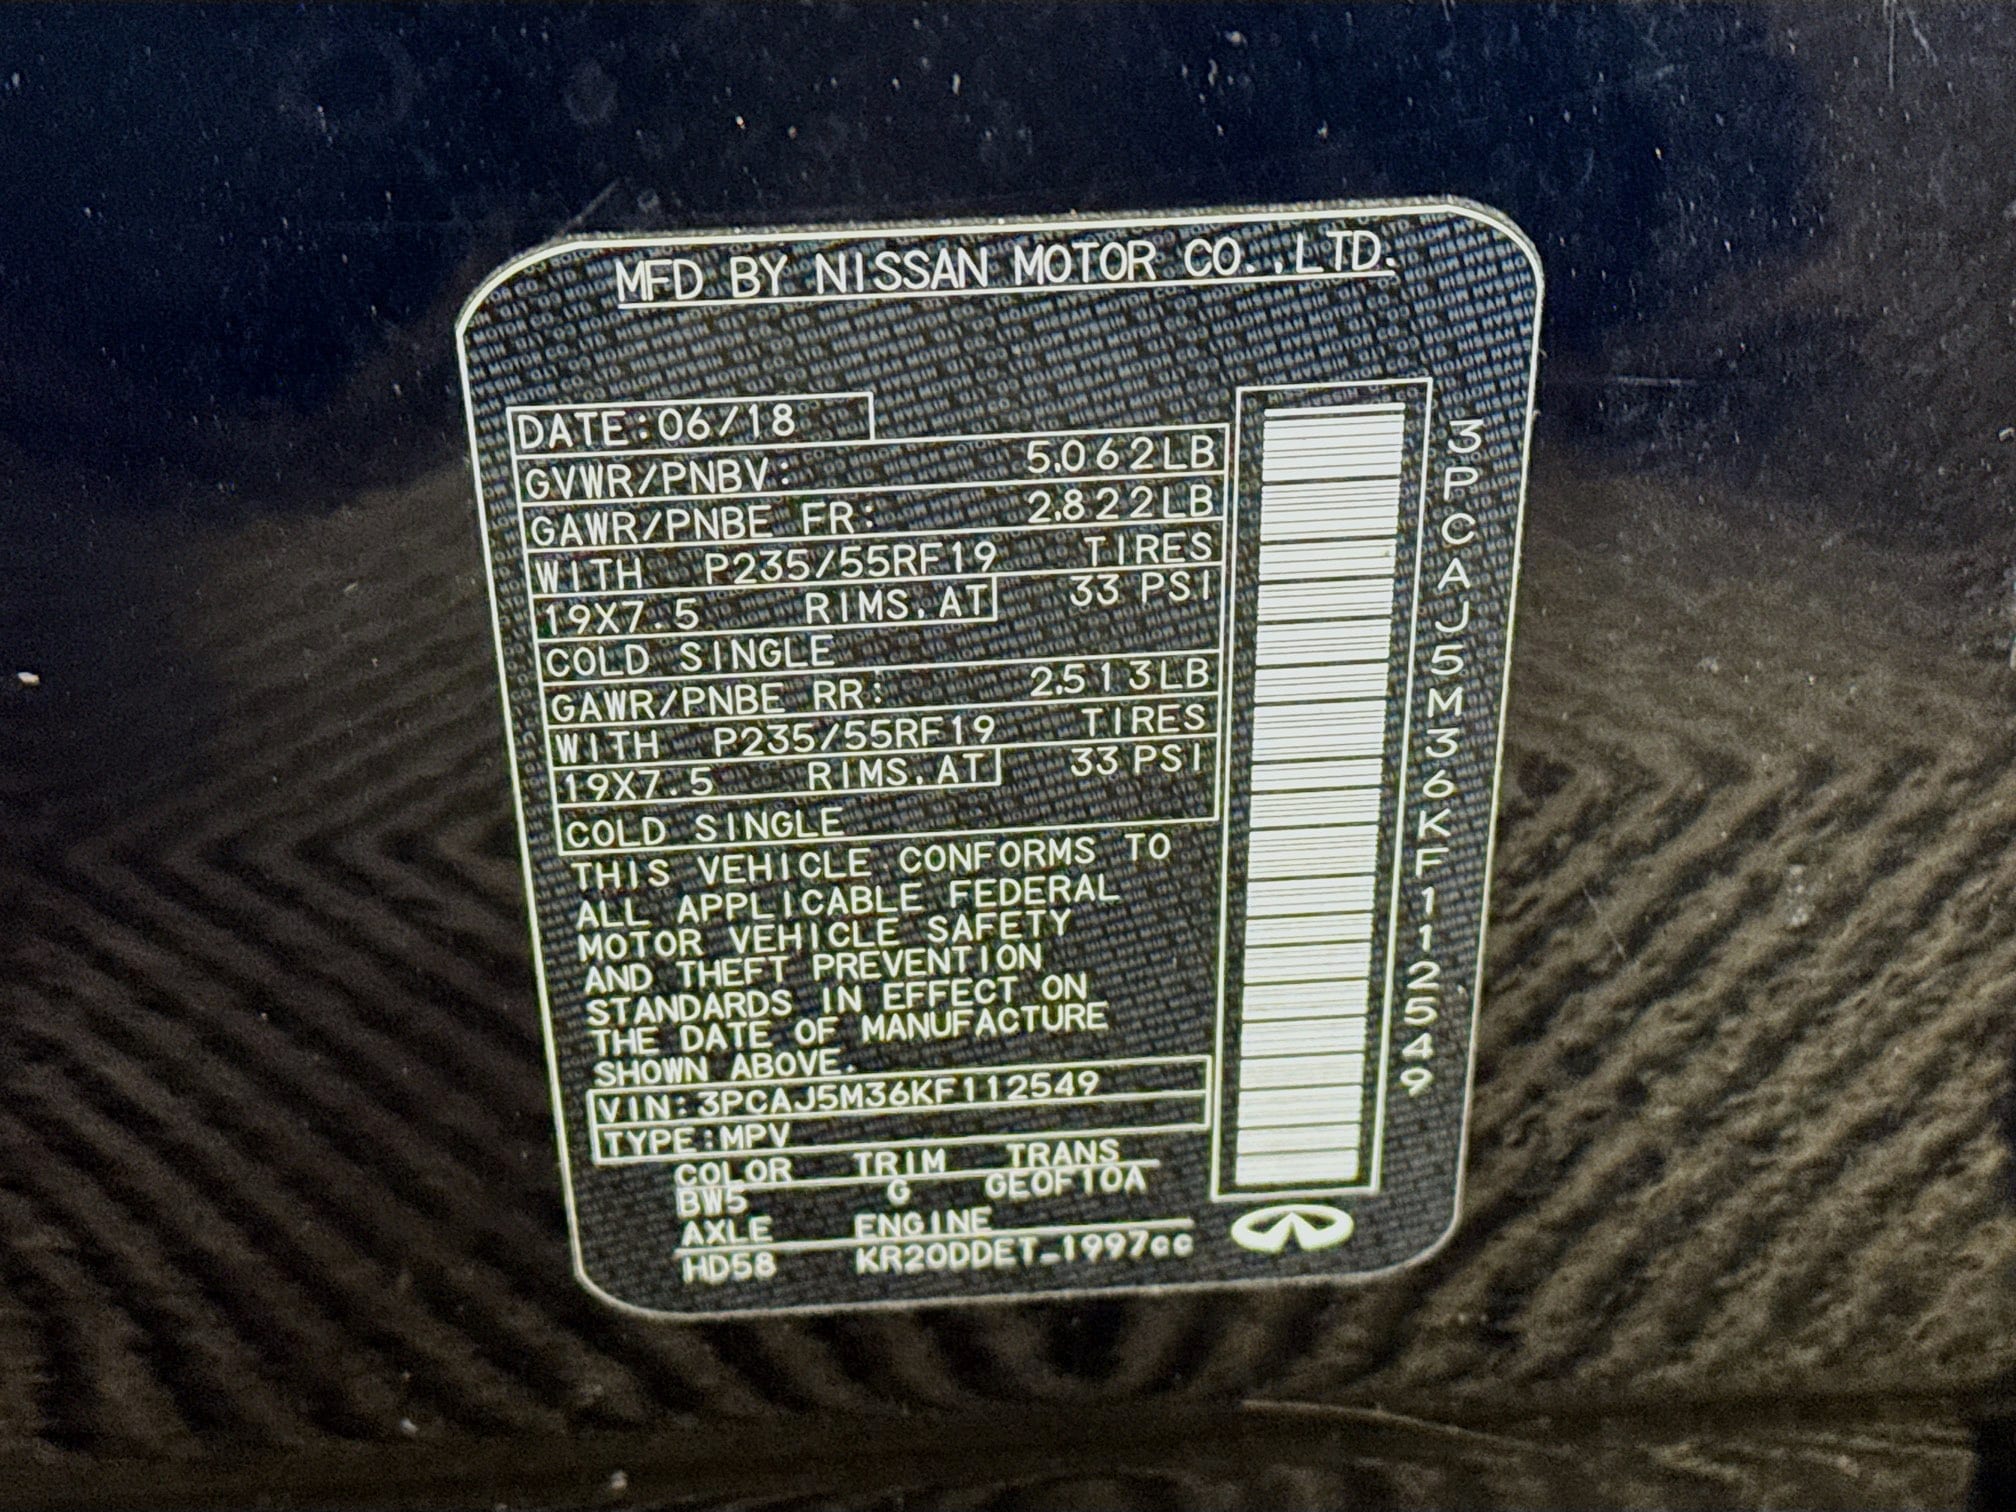 MFD BY NISSAN MOTOR CO.,LTD.
DATE:06/18
GVWR/PNBV: 5,062LB
GAWR/PNBE FR: 2,822LB
WITH P235/55RF19 TIRES
19X7.5 RIMS,AT 33 PSI
COLD SINGLE
GAWR/PNBE RR: 2,513LB
WITH P235/55RF19 TIRES
19X7.5 RIMS,AT 33 PSI
COLD SINGLE
THIS VEHICLE CONFORMS TO
ALL APPLICABLE FEDERAL
MOTOR VEHICLE SAFETY
AND THEFT PREVENTION
STANDARDS IN EFFECT ON
THE DATE OF MANUFACTURE
SHOWN ABOVE.
VIN:3PCAJ5M36KF112549
TYPE:MPV
COLOR TRIM TRANS
BW5 G GE0F10A
AXLE ENGINE
HD58 KR20DDET_1997cc
3PCAJ5M36KF112549